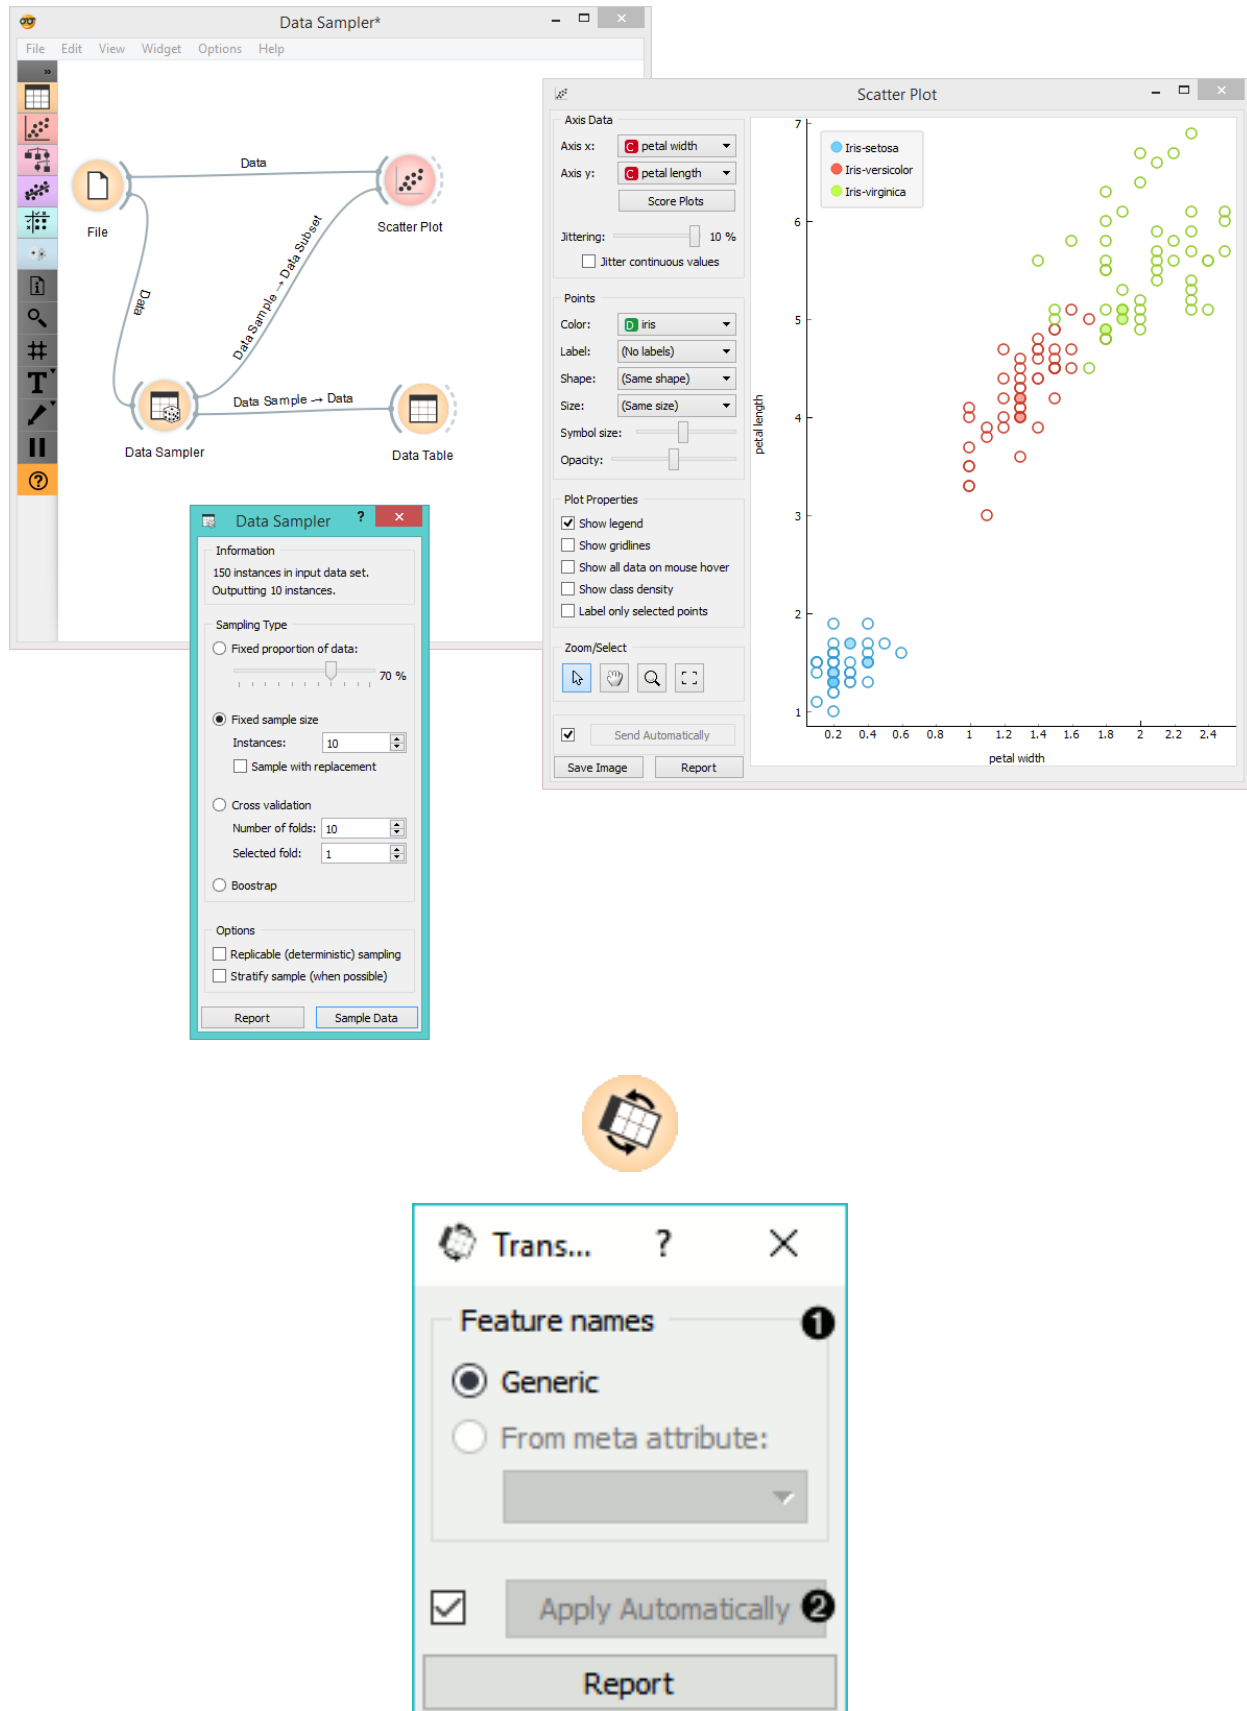 Data Sampler*
File Edit View Widget Options Help
»
Data
File
Scatter Plot
Data
Data Sample → Data Subset
Data Sample → Data
Data Sampler
Data Table
T
Scatter Plot
Axis Data
Axis x: C petal width
Axis y: C petal length
Score Plots
Jittering: 10 %
Jitter continuous values
Points
Color: D iris
Label: (No labels)
Shape: (Same shape)
Size: (Same size)
Symbol size:
Opacity:
Plot Properties
Show legend
Show gridlines
Show all data on mouse hover
Show class density
Label only selected points
Zoom/Select
Send Automatically
Save Image Report
Iris-setosa
Iris-versicolor
Iris-virginica
7
6
5
4
3
2
1
petal length
0.2 0.4 0.6 0.8 1 1.2 1.4 1.6 1.8 2 2.2 2.4
petal width
Data Sampler ?
Information
150 instances in input data set.
Outputting 10 instances.
Sampling Type
Fixed proportion of data:
70 %
Fixed sample size
Instances: 10
Sample with replacement
Cross validation
Number of folds: 10
Selected fold: 1
Boostrap
Options
Replicable (deterministic) sampling
Stratify sample (when possible)
Report Sample Data
Trans... ?
Feature names 1
Generic
From meta attribute:
Apply Automatically 2
Report